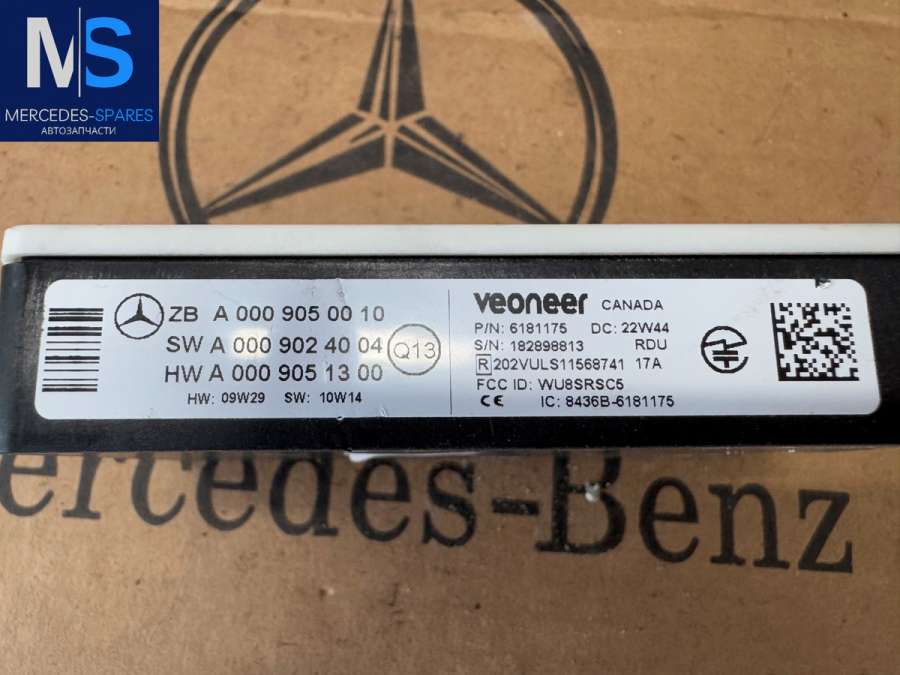 MS
MERCEDES-SPARES
АВТОЗАПЧАСТИ
ZB A 000 905 00 10
SW A 000 902 40 04
Q13
HW A 000 905 13 00
HW: 09W29 SW: 10W14
veoneer CANADA
P/N: 6181175 DC: 22W44
S/N: 182898813 RDU
R 202VULS11568741 17A
FCC ID: WU8SRSC5
CE IC: 8436B-6181175
Mercedes-Benz